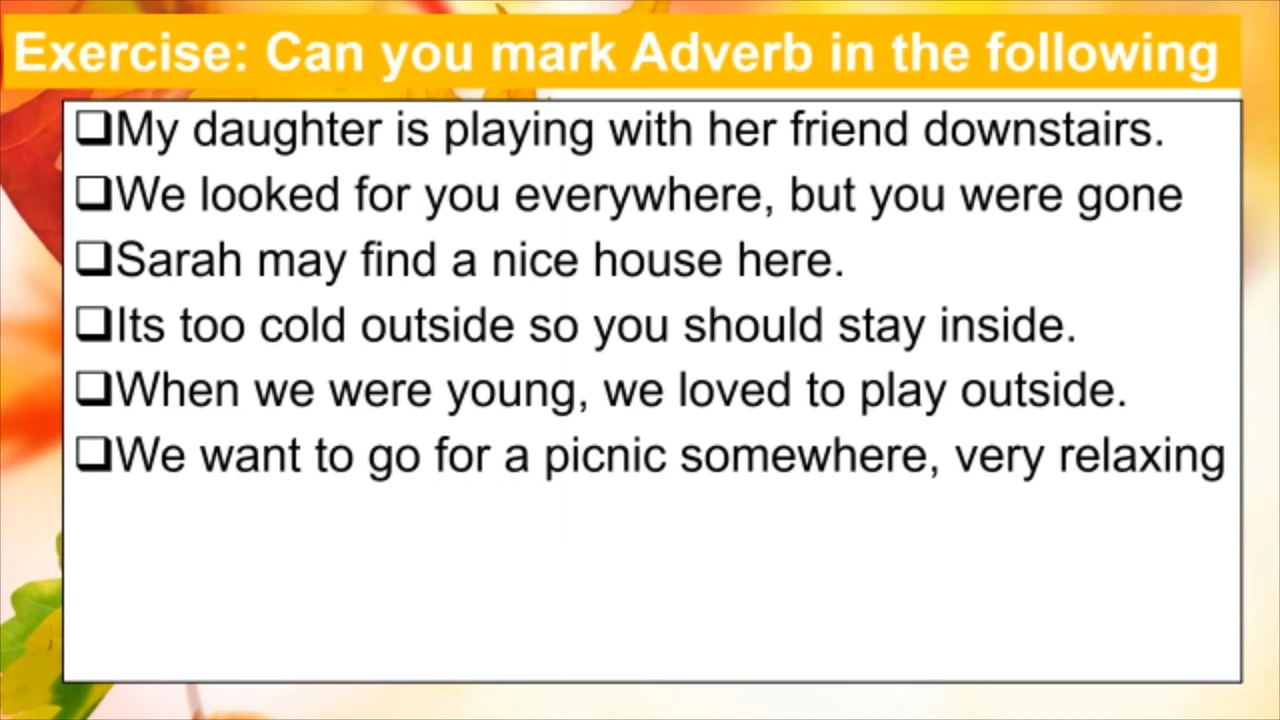 Exercise: Can you mark Adverb in the following
❑My daughter is playing with her friend downstairs.
❑We looked for you everywhere, but you were gone
❑Sarah may find a nice house here.
❑Its too cold outside so you should stay inside.
❑When we were young, we loved to play outside.
❑We want to go for a picnic somewhere, very relaxing